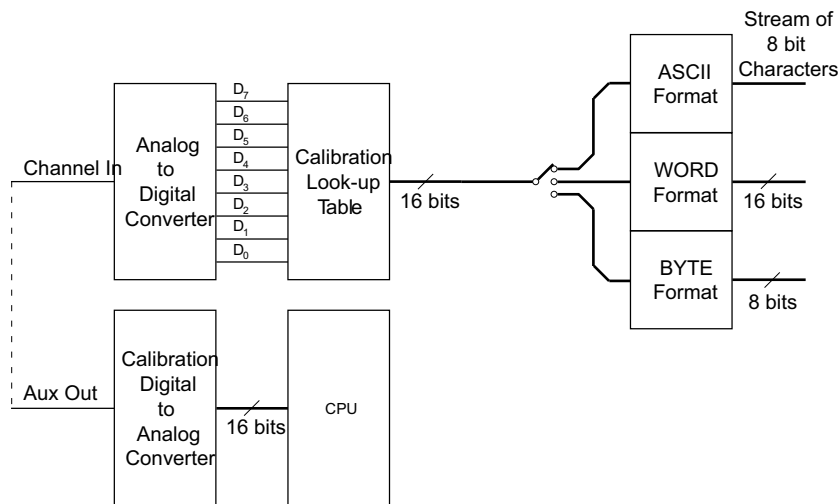 Stream of
8 bit
Characters
ASCII
Format
D7
D6
D5
D4
D3
D2
D1
D0
Channel In
Analog
to
Digital
Converter
Calibration
Look-up
Table
16 bits
WORD
Format
16 bits
BYTE
Format
8 bits
Aux Out
Calibration
Digital
to
Analog
Converter
16 bits
CPU